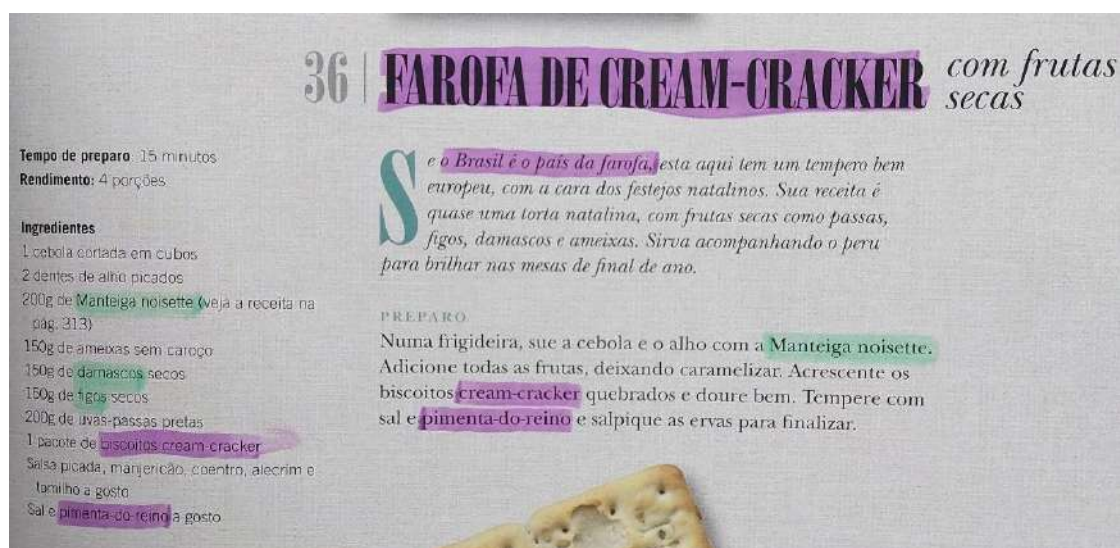 36 | FAROFA DE CREAM-CRACKER com frutas
secas
Tempo de preparo 15 minutos
Rendimento: 4 porções
Ingredientes
1 cebola cortada em cubos
2 dentes de alho picados
200g de Manteiga noisette (veja a receita na
pág. 313)
150g de ameixas sem caroço
150g de damascos secos
150g de figos secos
200g de uvas-passas pretas
1 pacote de biscoitos cream-cracker
Salsa picada, manjericão, coentro, alecrim e
tomilho a gosto
Sal e pimenta-do-reino a gosto
Se o Brasil é o país da farofa, esta aqui tem um tempero bem
europeu, com a cara dos festejos natalinos. Sua receita é
quase uma torta natalina, com frutas secas como passas,
figos, damascos e ameixas. Sirva acompanhando o peru
para brilhar nas mesas de final de ano.
PREPARO
Numa frigideira, sue a cebola e o alho com a Manteiga noisette.
Adicione todas as frutas, deixando caramelizar. Acrescente os
biscoitos cream-cracker quebrados e doure bem. Tempere com
sal e pimenta-do-reino e salpique as ervas para finalizar.